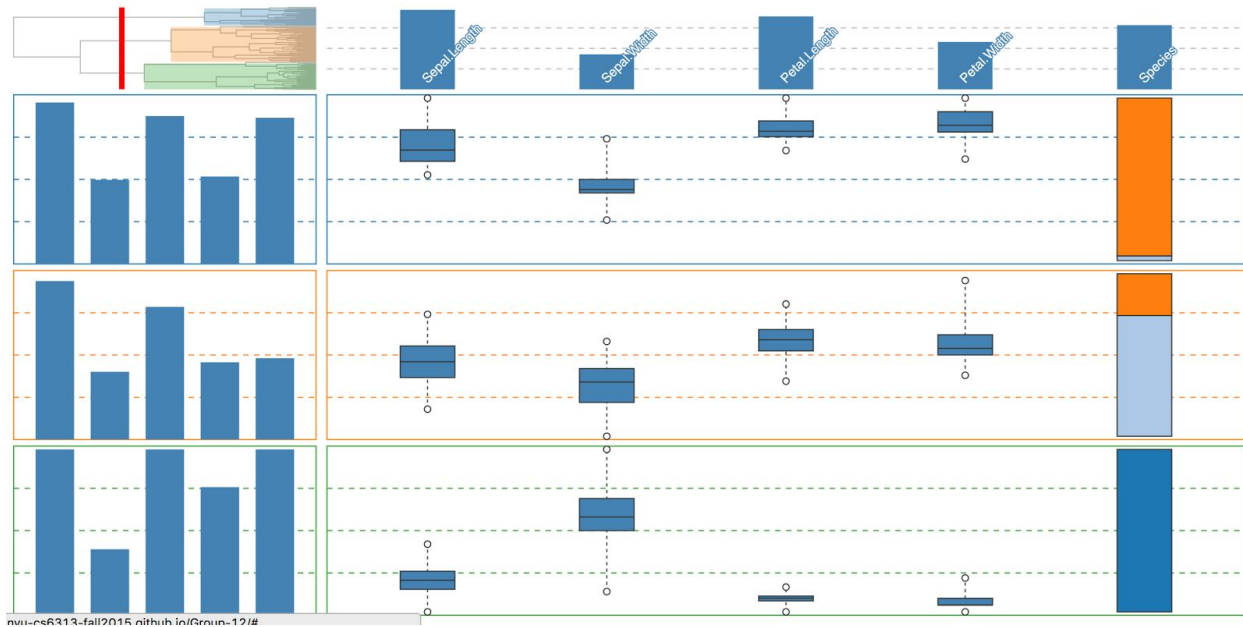 Sepal.Length
Sepal.Width
Petal.Length
Petal.Width
Species
nyu-cs6313-fall2015.github.io/Group-12/#